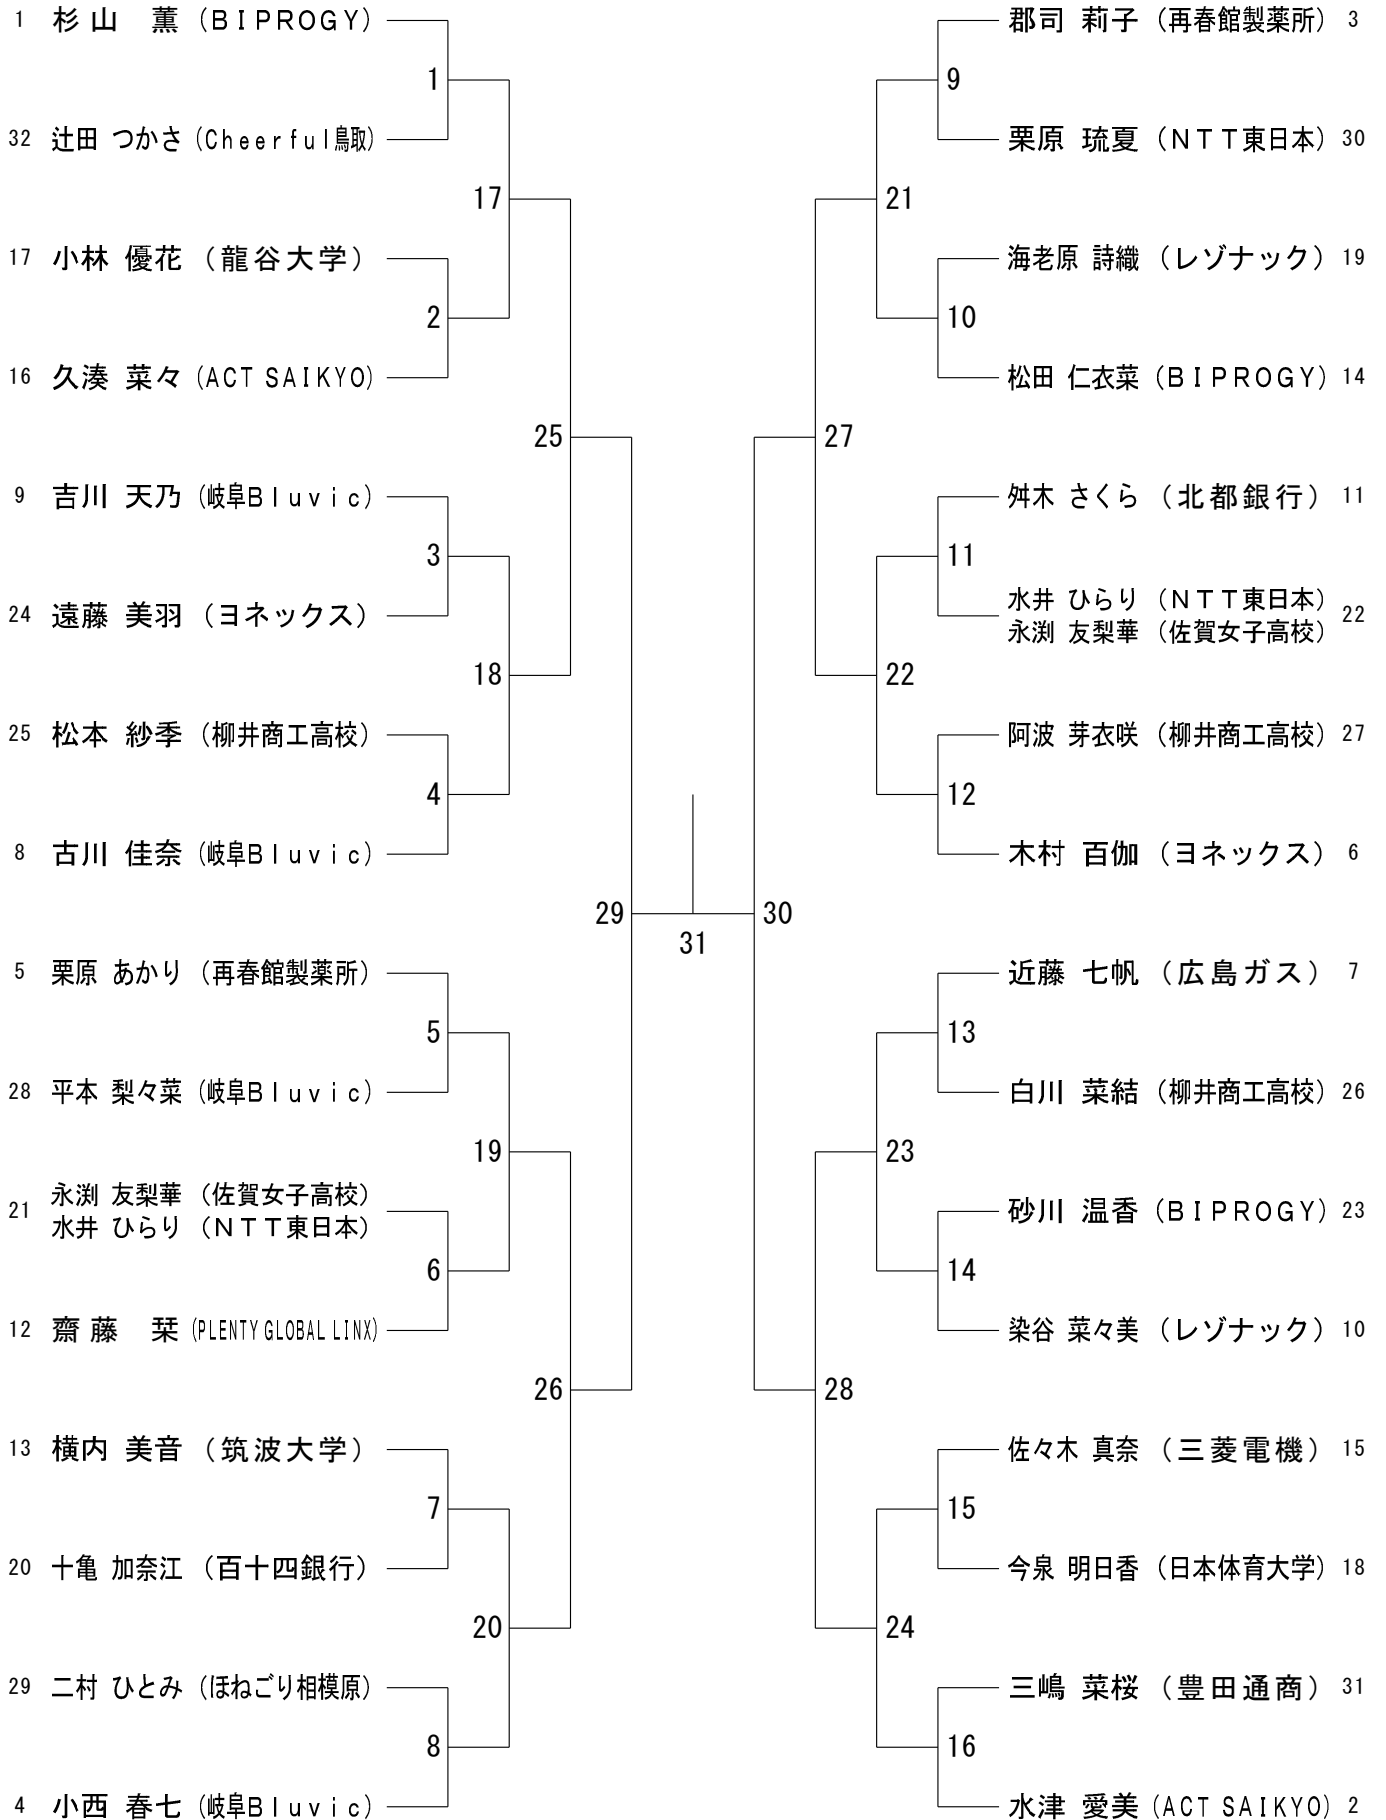 1 杉山 薫 (BIPROGY)
1
32 辻田 つかさ (Cheerful鳥取)
17
17 小林 優花 (龍谷大学)
2
16 久湊 菜々 (ACT SAIKYO)
25
9 吉川 天乃 (岐阜Bluvic)
3
24 遠藤 美羽 (ヨネックス)
18
25 松本 紗季 (柳井商工高校)
4
8 古川 佳奈 (岐阜Bluvic)
29
5 栗原 あかり (再春館製薬所)
5
28 平本 梨々菜 (岐阜Bluvic)
19
永渕 友梨華 (佐賀女子高校)
21
水井 ひらり (NTT東日本)
6
12 齋藤 栞 (PLENTY GLOBAL LINX)
26
13 横内 美音 (筑波大学)
7
20 十亀 加奈江 (百十四銀行)
20
29 二村 ひとみ (ほねごり相模原)
8
4 小西 春七 (岐阜Bluvic)
31
郡司 莉子 (再春館製薬所) 3
9
栗原 琉夏 (NTT東日本) 30
21
海老原 詩織 (レゾナック) 19
10
松田 仁衣菜 (BIPROGY) 14
27
舛木 さくら (北都銀行) 11
11
水井 ひらり (NTT東日本)
22
永渕 友梨華 (佐賀女子高校)
22
阿波 芽衣咲 (柳井商工高校) 27
12
木村 百伽 (ヨネックス) 6
30
近藤 七帆 (広島ガス) 7
13
白川 菜結 (柳井商工高校) 26
23
砂川 温香 (BIPROGY) 23
14
染谷 菜々美 (レゾナック) 10
28
佐々木 真奈 (三菱電機) 15
15
今泉 明日香 (日本体育大学) 18
24
三嶋 菜桜 (豊田通商) 31
16
水津 愛美 (ACT SAIKYO) 2